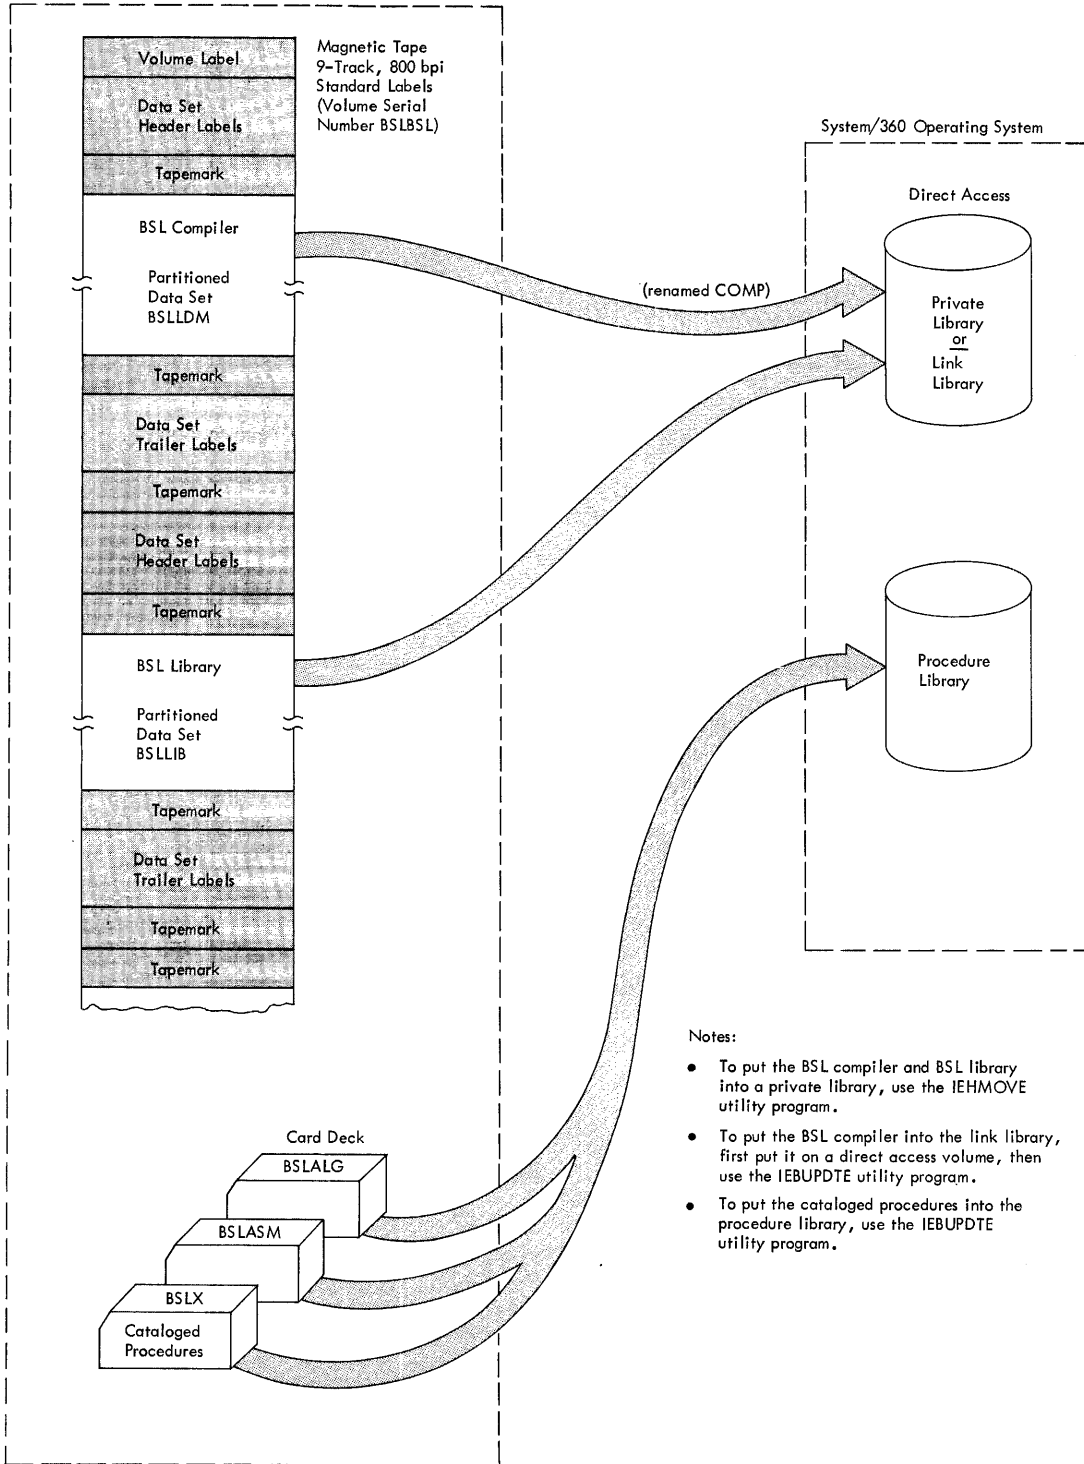 Volume Label
Data Set
Header Labels
Tapemark
BSL Compiler
Partitioned
Data Set
BSLLDM
Tapemark
Data Set
Trailer Labels
Tapemark
Data Set
Header Labels
Tapemark
BSL Library
Partitioned
Data Set
BSLLIB
Tapemark
Data Set
Trailer Labels
Tapemark
Tapemark
Magnetic Tape
9-Track, 800 bpi
Standard Labels
(Volume Serial
Number BSLBSL)
(renamed COMP)
System/360 Operating System
Direct Access
Private
Library
or
Link
Library
Procedure
Library
Card Deck
BSLALG
BSLASM
BSLX
Cataloged
Procedures
Notes:
● To put the BSL compiler and BSL library
into a private library, use the IEHMOVE
utility program.
● To put the BSL compiler into the link library,
first put it on a direct access volume, then
use the IEBUPDTE utility program.
● To put the cataloged procedures into the
procedure library, use the IEBUPDTE
utility program.